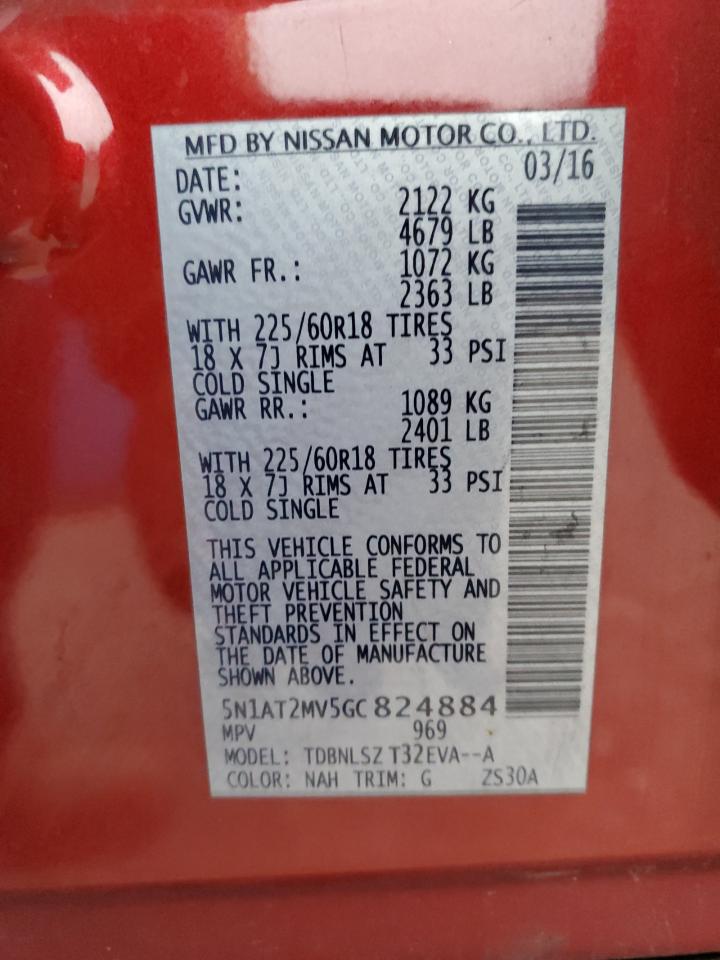 MFD BY NISSAN MOTOR CO., LTD.
DATE: 03/16
GVWR: 2122 KG
4679 LB
GAWR FR.: 1072 KG
2363 LB
WITH 225/60R18 TIRES
18 X 7J RIMS AT 33 PSI
COLD SINGLE
GAWR RR.: 1089 KG
2401 LB
WITH 225/60R18 TIRES
18 X 7J RIMS AT 33 PSI
COLD SINGLE
THIS VEHICLE CONFORMS TO
ALL APPLICABLE FEDERAL
MOTOR VEHICLE SAFETY AND
THEFT PREVENTION
STANDARDS IN EFFECT ON
THE DATE OF MANUFACTURE
SHOWN ABOVE.
5N1AT2MV5GC824884
MPV 969
MODEL: TDBNLSZ T32EVA--A
COLOR: NAH TRIM: G ZS30A